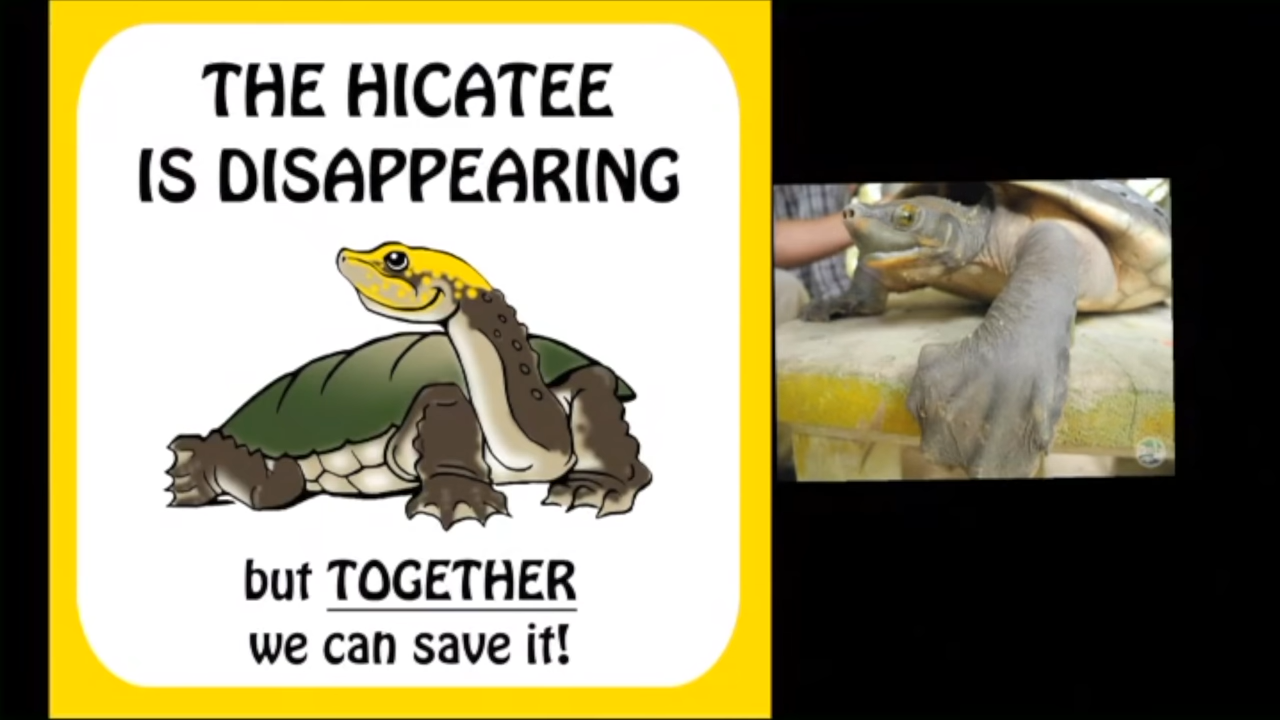 THE HICATEE
IS DISAPPEARING
but TOGETHER
we can save it!